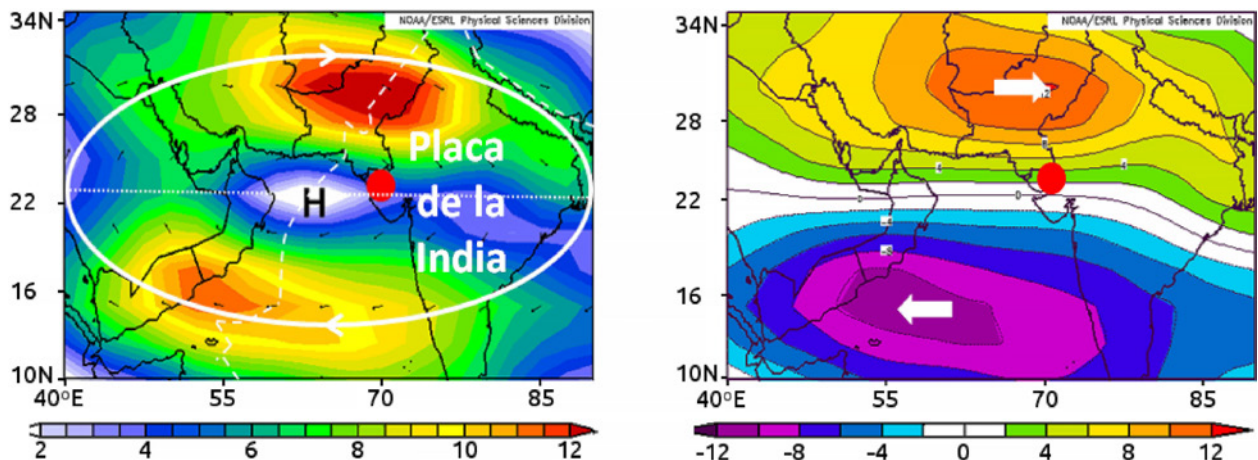 NOAA/ESRL Physical Sciences Division
34N
28
22
16
10N
40°E
55
70
85
H
Placa
de la
India
2
4
6
8
10
12
NOAA/ESRL Physical Sciences Division
34N
28
22
16
10N
40°E
55
70
85
-12
-8
-4
0
4
8
12